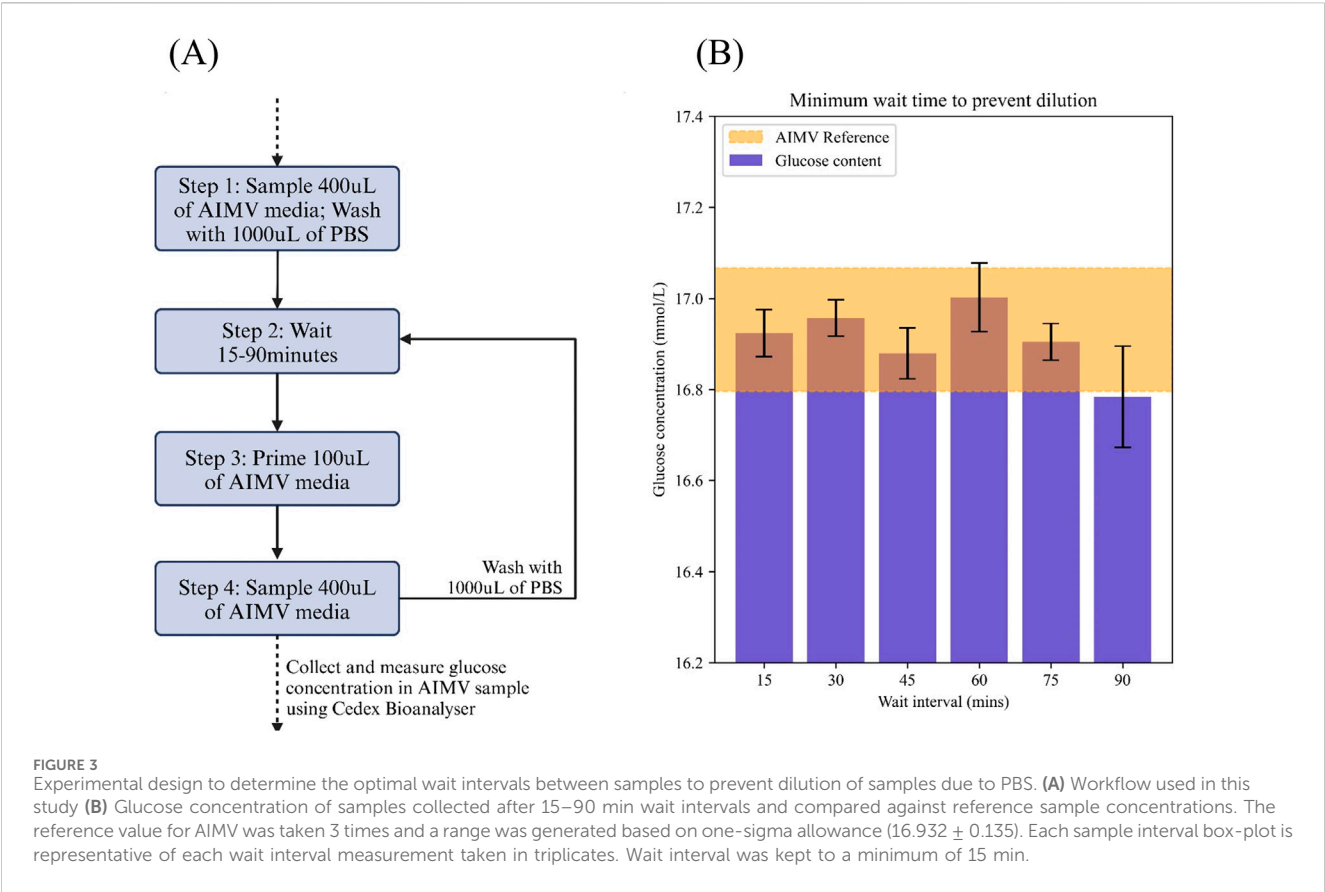 (A)
Step 1: Sample 400uL
of AIMV media; Wash
with 1000uL of PBS
Step 2: Wait
15-90minutes
Step 3: Prime 100uL
of AIMV media
Step 4: Sample 400uL
of AIMV media
Wash with
1000uL of PBS
Collect and measure glucose
concentration in AIMV sample
using Cedex Bioanalyser
(B)
Minimum wait time to prevent dilution
AIMV Reference
Glucose content
Glucose concentration (mmol/L)
17.4
17.2
17.0
16.8
16.6
16.4
16.2
15 30 45 60 75 90
Wait interval (mins)
FIGURE 3
Experimental design to determine the optimal wait intervals between samples to prevent dilution of samples due to PBS. (A) Workflow used in this
study (B) Glucose concentration of samples collected after 15–90 min wait intervals and compared against reference sample concentrations. The
reference value for AIMV was taken 3 times and a range was generated based on one-sigma allowance (16.932 ± 0.135). Each sample interval box-plot is
representative of each wait interval measurement taken in triplicates. Wait interval was kept to a minimum of 15 min.